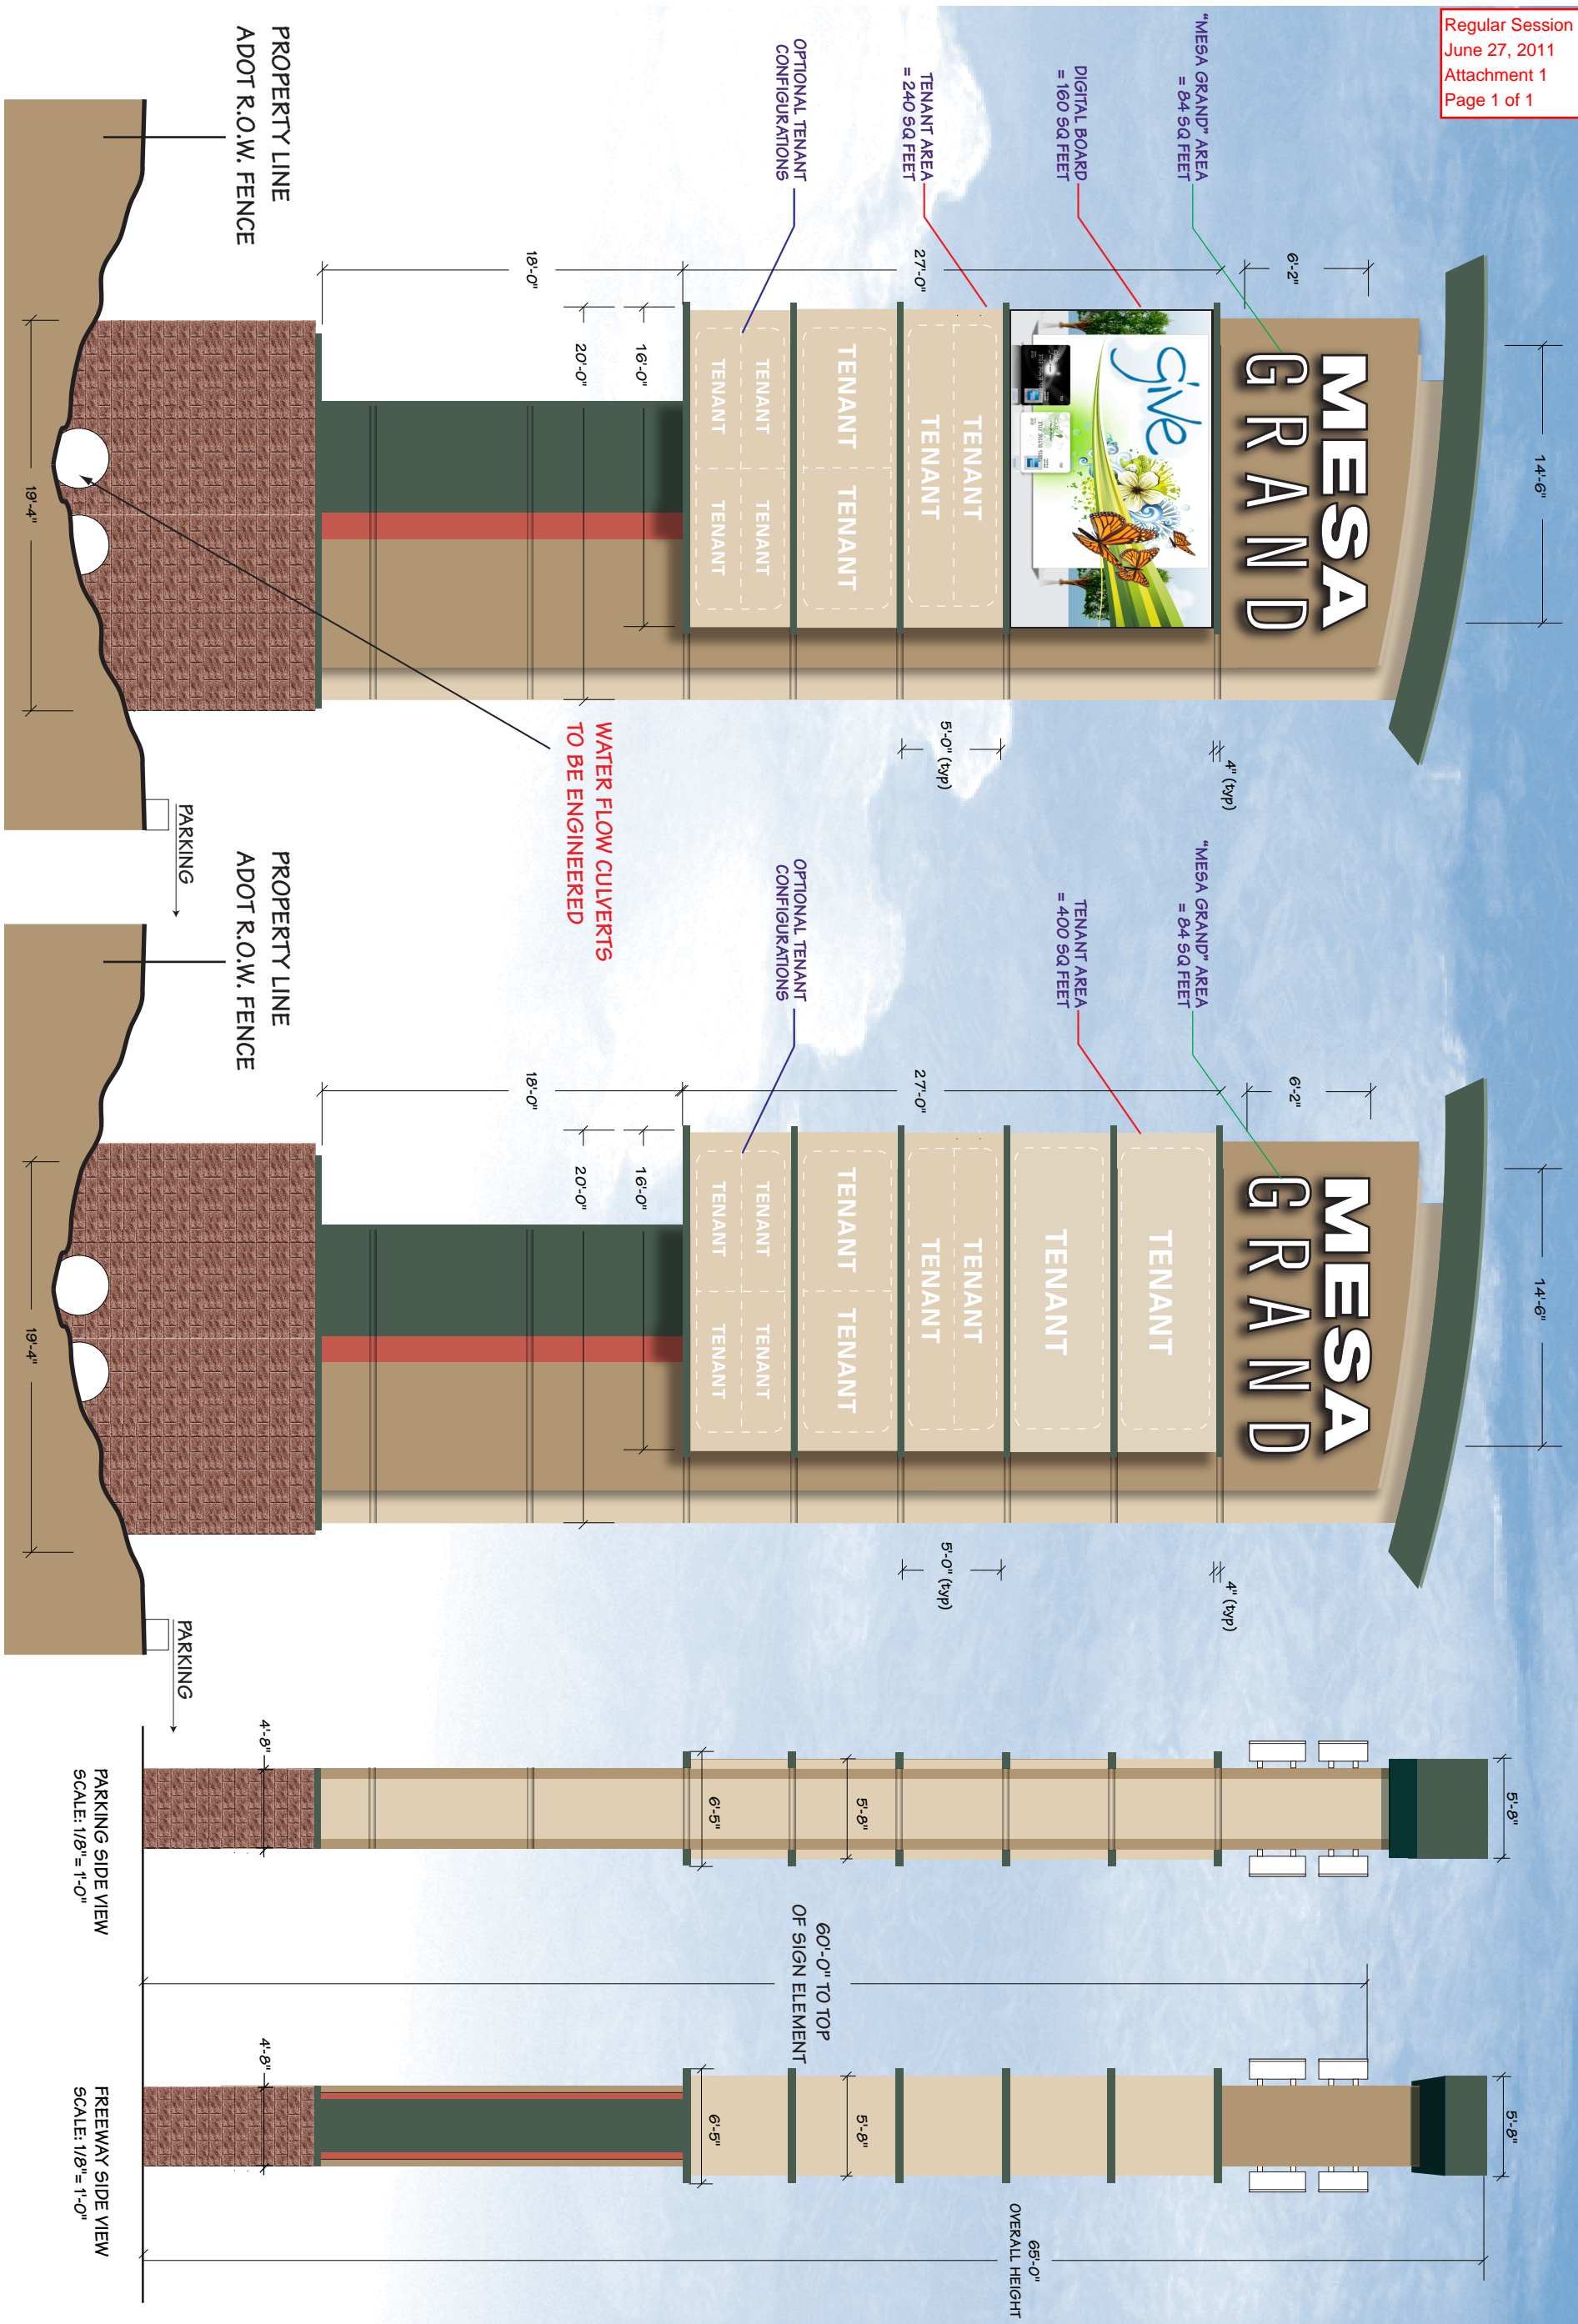 Regular Session
June 27, 2011
Attachment 1
Page 1 of 1
14'-6"
6'-2"
MESA
GRAND
"MESA GRAND" AREA
= 84 SQ FEET
4" (typ)
DIGITAL BOARD
= 160 SQ FEET
give
TENANT AREA
= 240 SQ FEET
27'-0"
5'-0" (typ)
TENANT
TENANT
TENANT TENANT
OPTIONAL TENANT
CONFIGURATIONS
TENANT TENANT
TENANT TENANT
16'-0"
20'-0"
18'-0"
WATER FLOW CULVERTS
TO BE ENGINEERED
PROPERTY LINE
ADOT R.O.W. FENCE
PARKING
19'-4"
14'-6"
6'-2"
MESA
GRAND
"MESA GRAND" AREA
= 84 SQ FEET
4" (typ)
TENANT
TENANT AREA
= 400 SQ FEET
TENANT
27'-0"
5'-0" (typ)
TENANT
TENANT
TENANT TENANT
OPTIONAL TENANT
CONFIGURATIONS
TENANT TENANT
TENANT TENANT
16'-0"
20'-0"
18'-0"
PROPERTY LINE
ADOT R.O.W. FENCE
PARKING
19'-4"
5'-8"
5'-8"
6'-5"
4'-8"
PARKING SIDE VIEW
SCALE: 1/8"= 1'-0"
60'-0" TO TOP
OF SIGN ELEMENT
5'-8"
5'-8"
6'-5"
4'-8"
FREEWAY SIDE VIEW
SCALE: 1/8"= 1'-0"
65'-0"
OVERALL HEIGHT